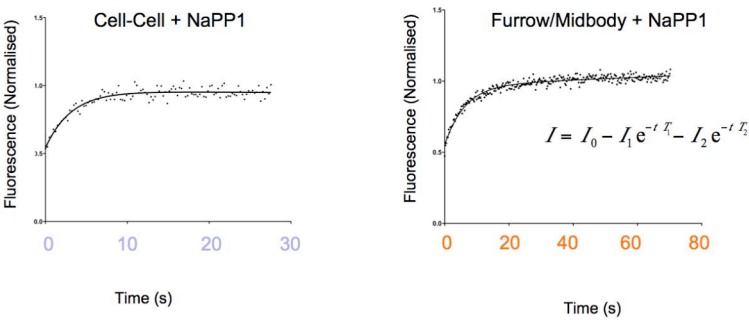 Cell-Cell + NaPP1
Fluorescence (Normalised)
1.5
1.0
0.5
0.0
0 10 20 30
Time (s)
Furrow/Midbody + NaPP1
Fluorescence (Normalised)
1.5
1.0
0.5
0.0
I = I₀ − I₁ e^{−t T₁} − I₂ e^{−t T₂}
0 20 40 60 80
Time (s)